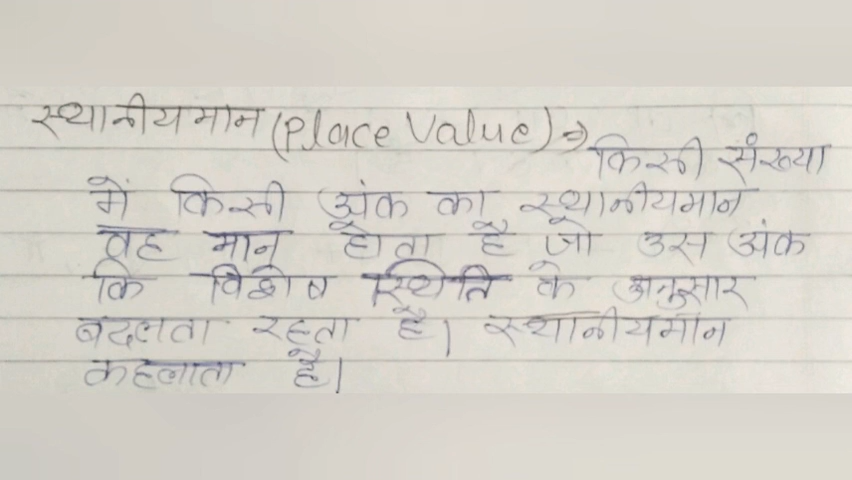 स्थानीयमान (Place Value) ⇒
किसी संख्या
में किसी अंक का स्थानीयमान
वह मान होता है जो उस अंक
कि विशेष स्थिति के अनुसार
बदलता रहता है। स्थानीयमान
कहलाता है।